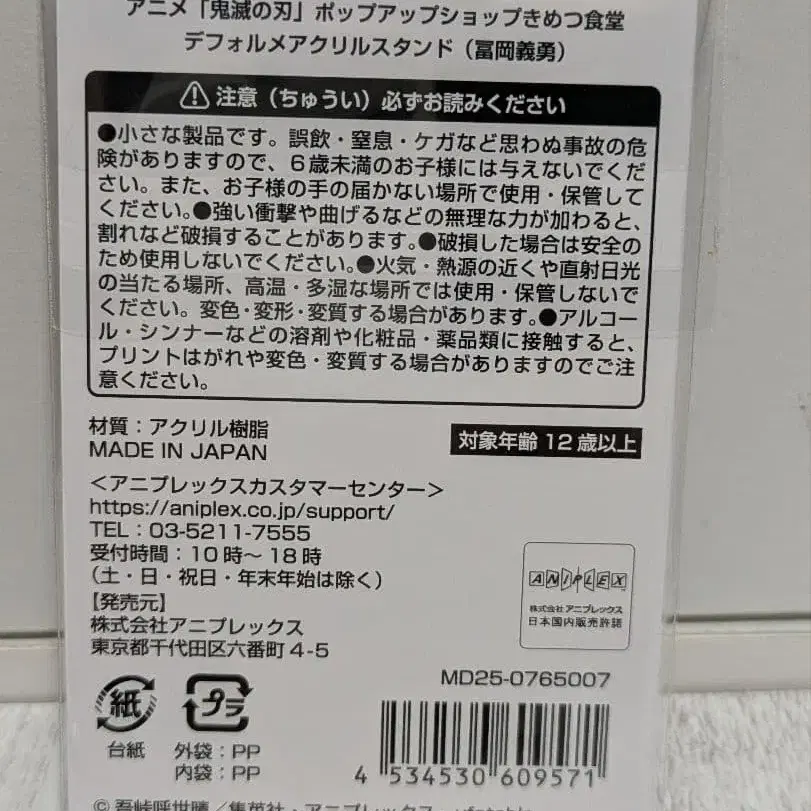 アニメ「鬼滅の刃」ポップアップショップきめつ食堂
デフォルメアクリルスタンド（冨岡義勇）
⚠注意（ちゅうい）必ずお読みください
●小さな製品です。誤飲・窒息・ケガなど思わぬ事故の危
険がありますので、６歳未満のお子様には与えないでくだ
さい。また、お子様の手の届かない場所で使用・保管して
ください。●強い衝撃や曲げるなどの無理な力が加わると、
割れなど破損することがあります。●破損した場合は安全の
ため使用しないでください。●火気・熱源の近くや直射日光
の当たる場所、高温・多湿な場所では使用・保管しないで
ください。変色・変形・変質する場合があります。●アルコー
ル・シンナーなどの溶剤や化粧品・薬品類に接触すると、
プリントはがれや変色・変質する場合がありますのでご注
意ください。
材質：アクリル樹脂
MADE IN JAPAN
対象年齢 12 歳以上
＜アニプレックスカスタマーセンター＞
https://aniplex.co.jp/support/
TEL：03-5211-7555
受付時間：10時～18時
（土・日・祝日・年末年始は除く）
【発売元】
株式会社アニプレックス
東京都千代田区六番町 4-5
ANIPLEX
株式会社 アニプレックス
日本国内販売許諾
MD25-0765007
紙
台紙
プラ
外袋：PP
内袋：PP
4 534530 609571
© 吾峠呼世晴／集英社・アニプレックス・ufotable